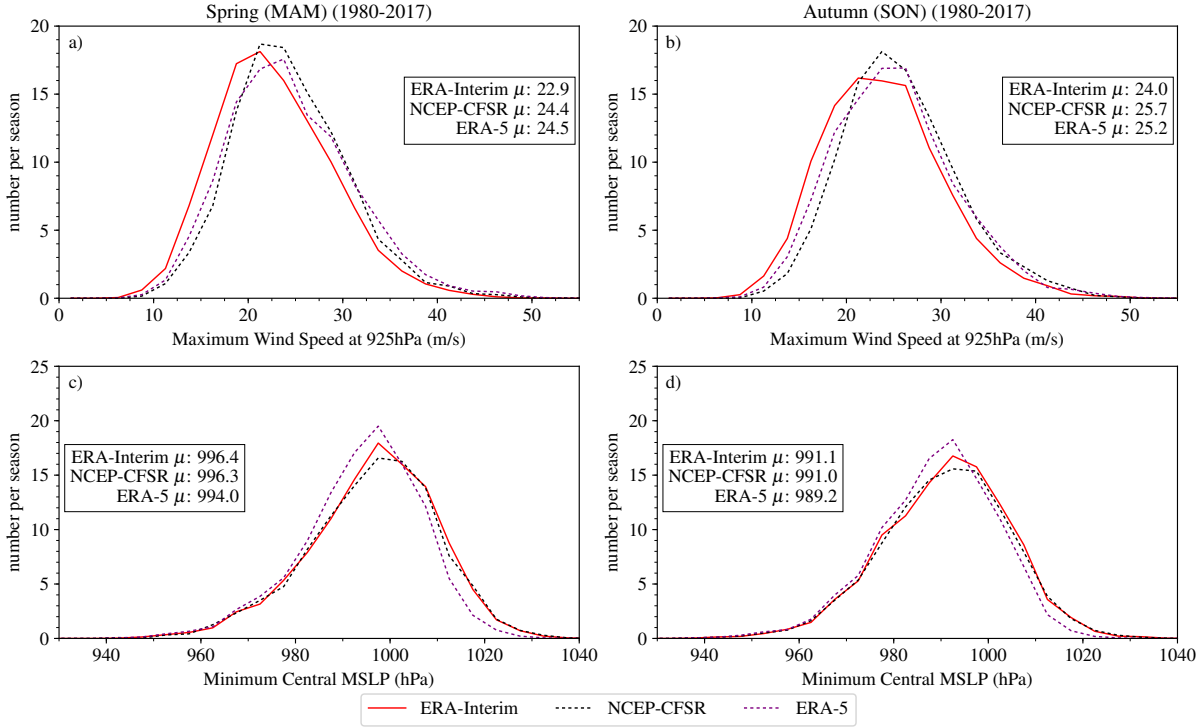 Spring (MAM) (1980-2017)
Autumn (SON) (1980-2017)
a)
20
15
10
5
0
number per season
ERA-Interim μ: 22.9
NCEP-CFSR μ: 24.4
ERA-5 μ: 24.5
0 10 20 30 40 50
Maximum Wind Speed at 925hPa (m/s)
b)
20
15
10
5
0
number per season
ERA-Interim μ: 24.0
NCEP-CFSR μ: 25.7
ERA-5 μ: 25.2
0 10 20 30 40 50
Maximum Wind Speed at 925hPa (m/s)
c)
25
20
15
10
5
0
number per season
ERA-Interim μ: 996.4
NCEP-CFSR μ: 996.3
ERA-5 μ: 994.0
940 960 980 1000 1020 1040
Minimum Central MSLP (hPa)
d)
25
20
15
10
5
0
number per season
ERA-Interim μ: 991.1
NCEP-CFSR μ: 991.0
ERA-5 μ: 989.2
940 960 980 1000 1020 1040
Minimum Central MSLP (hPa)
ERA-Interim NCEP-CFSR ERA-5